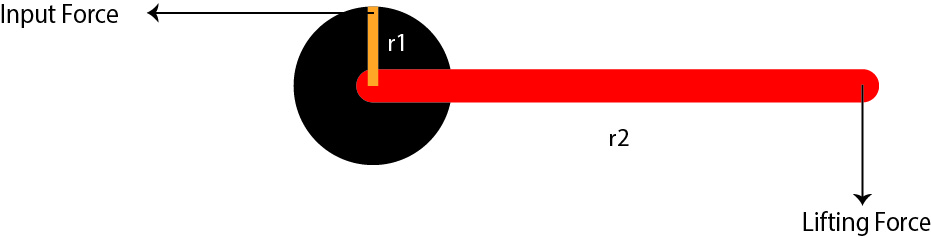 Input Force
r1
r2
Lifting Force